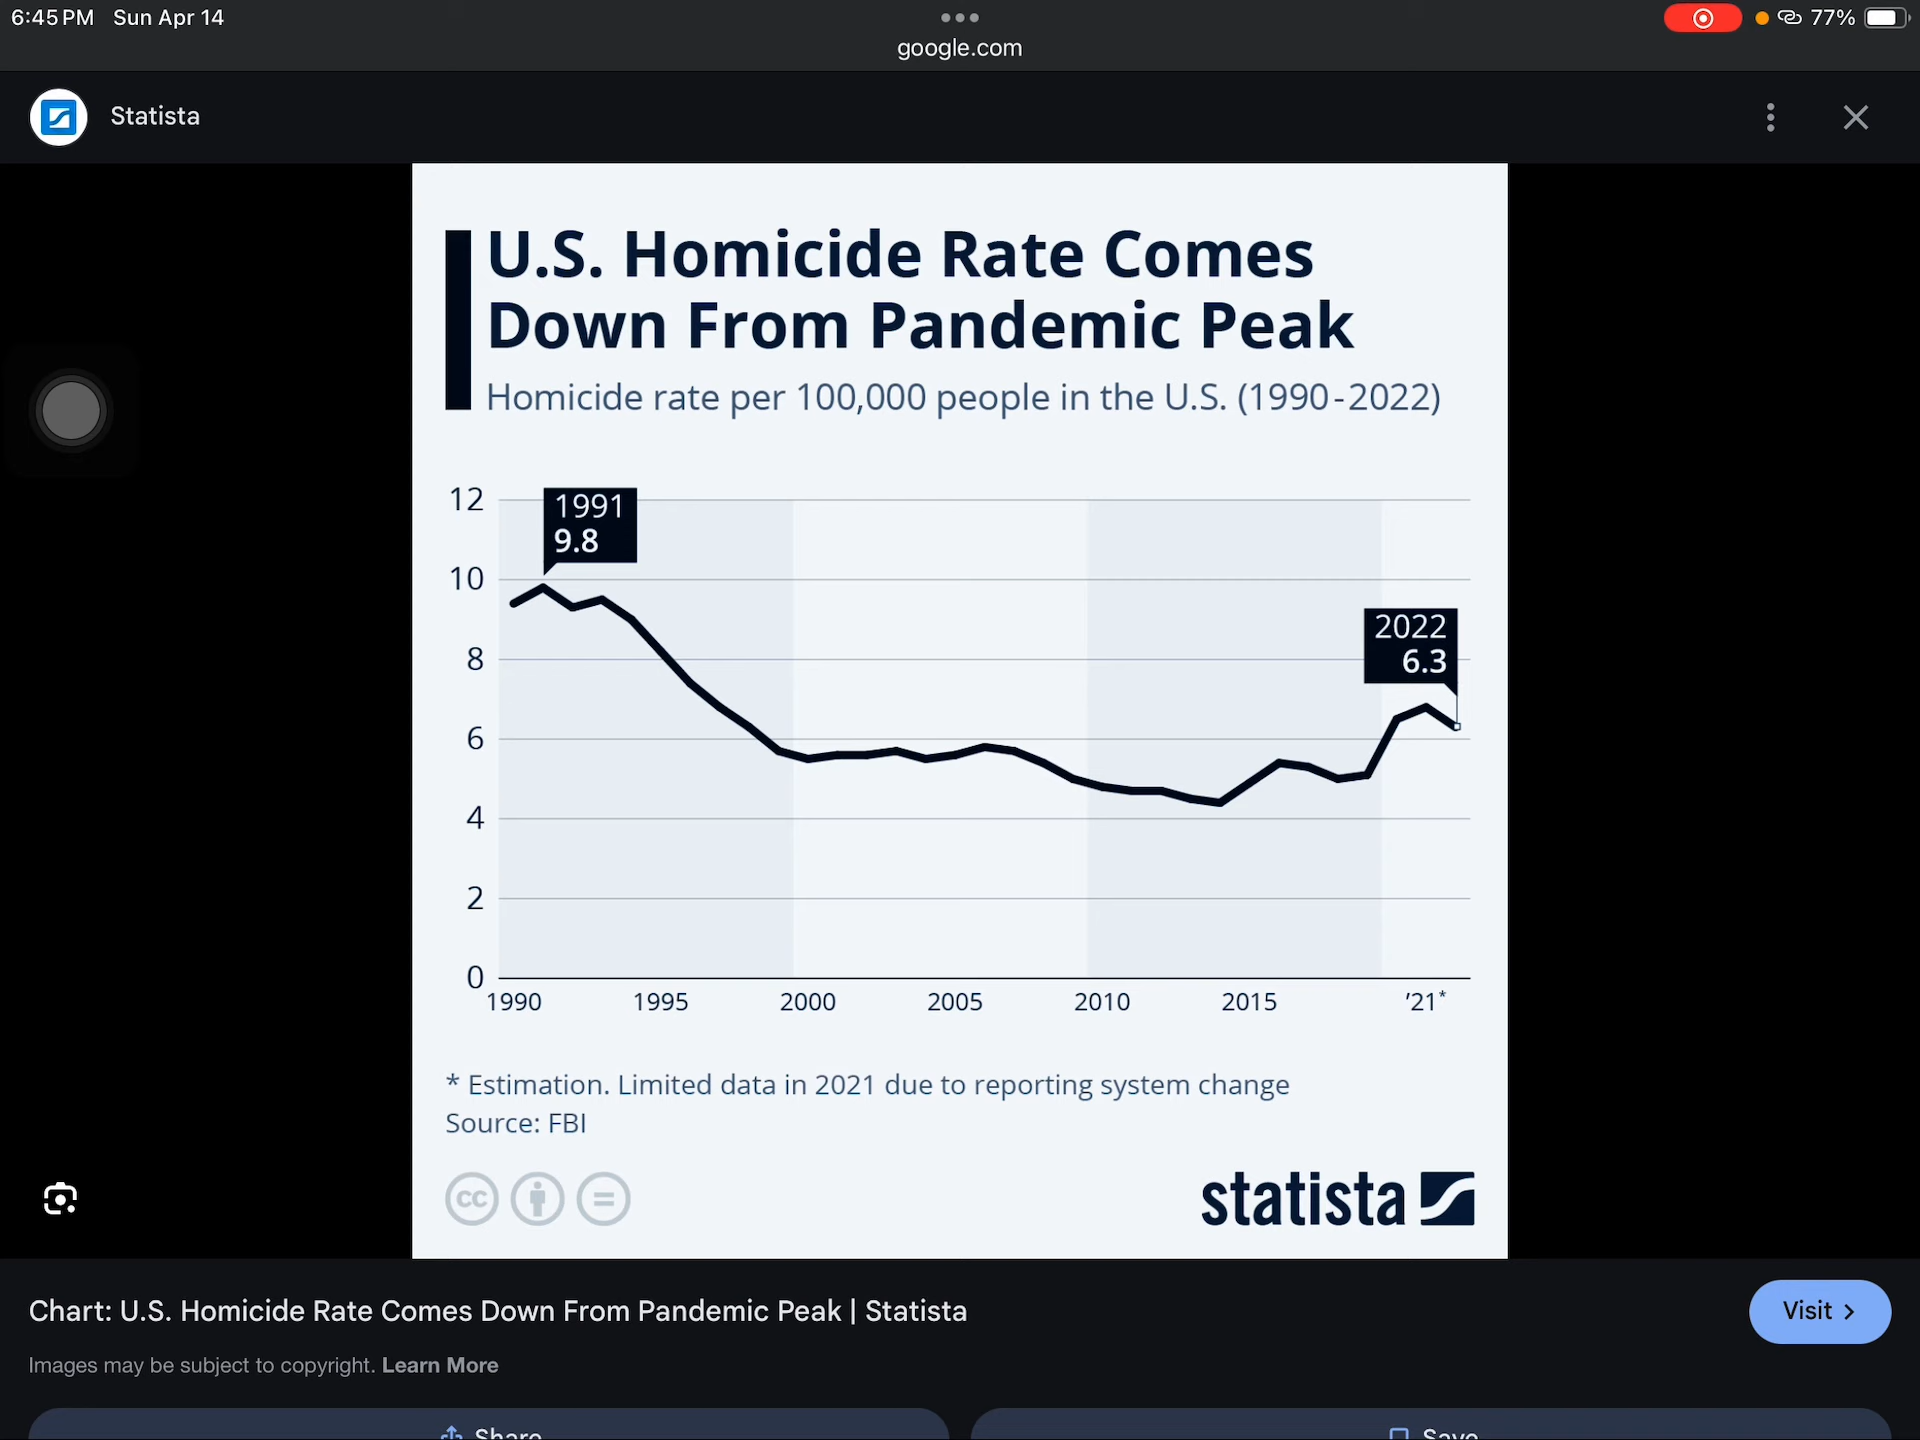 6:45 PM Sun Apr 14
77%
google.com
Statista
U.S. Homicide Rate Comes
Down From Pandemic Peak
Homicide rate per 100,000 people in the U.S. (1990-2022)
12
1991
9.8
10
2022
6.3
8
6
4
2
0
1990 1995 2000 2005 2010 2015 '21*
* Estimation. Limited data in 2021 due to reporting system change
Source: FBI
cc
statista
Chart: U.S. Homicide Rate Comes Down From Pandemic Peak | Statista
Visit >
Images may be subject to copyright. Learn More
Share
Save